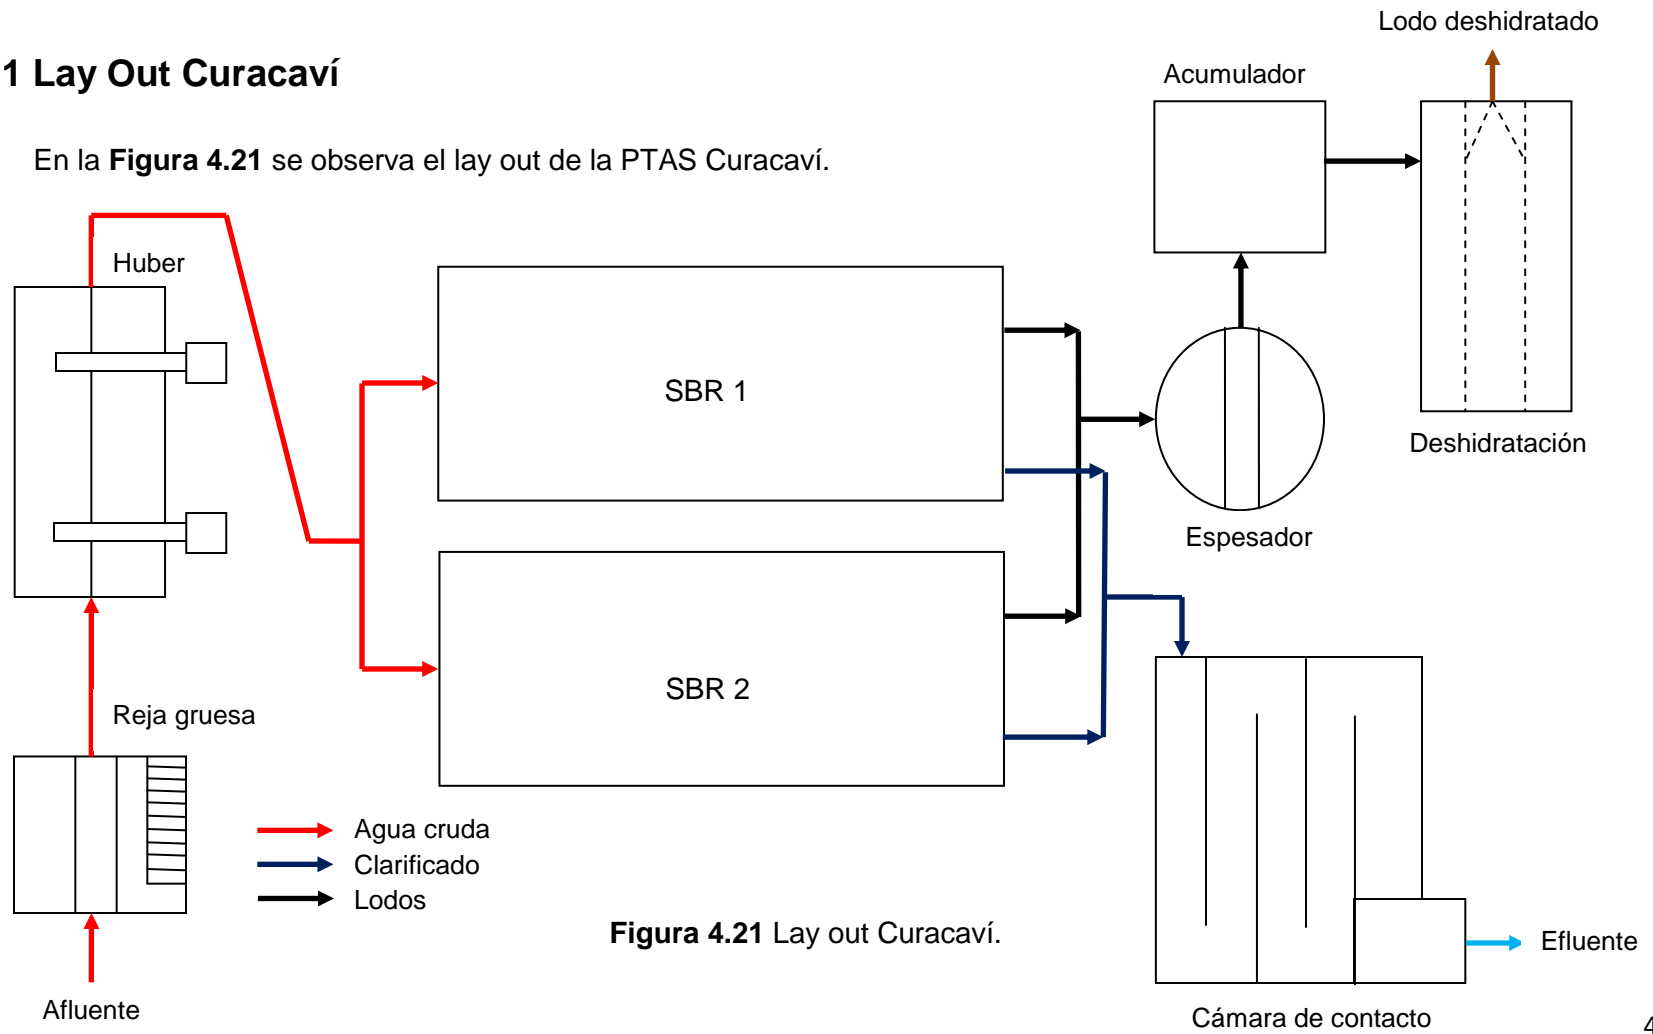 Lodo deshidratado
1 Lay Out Curacaví
Acumulador
En la Figura 4.21 se observa el lay out de la PTAS Curacaví.
Huber
SBR 1
Deshidratación
Espesador
SBR 2
Reja gruesa
Agua cruda
Clarificado
Lodos
Figura 4.21 Lay out Curacaví.
Efluente
Afluente
Cámara de contacto
4